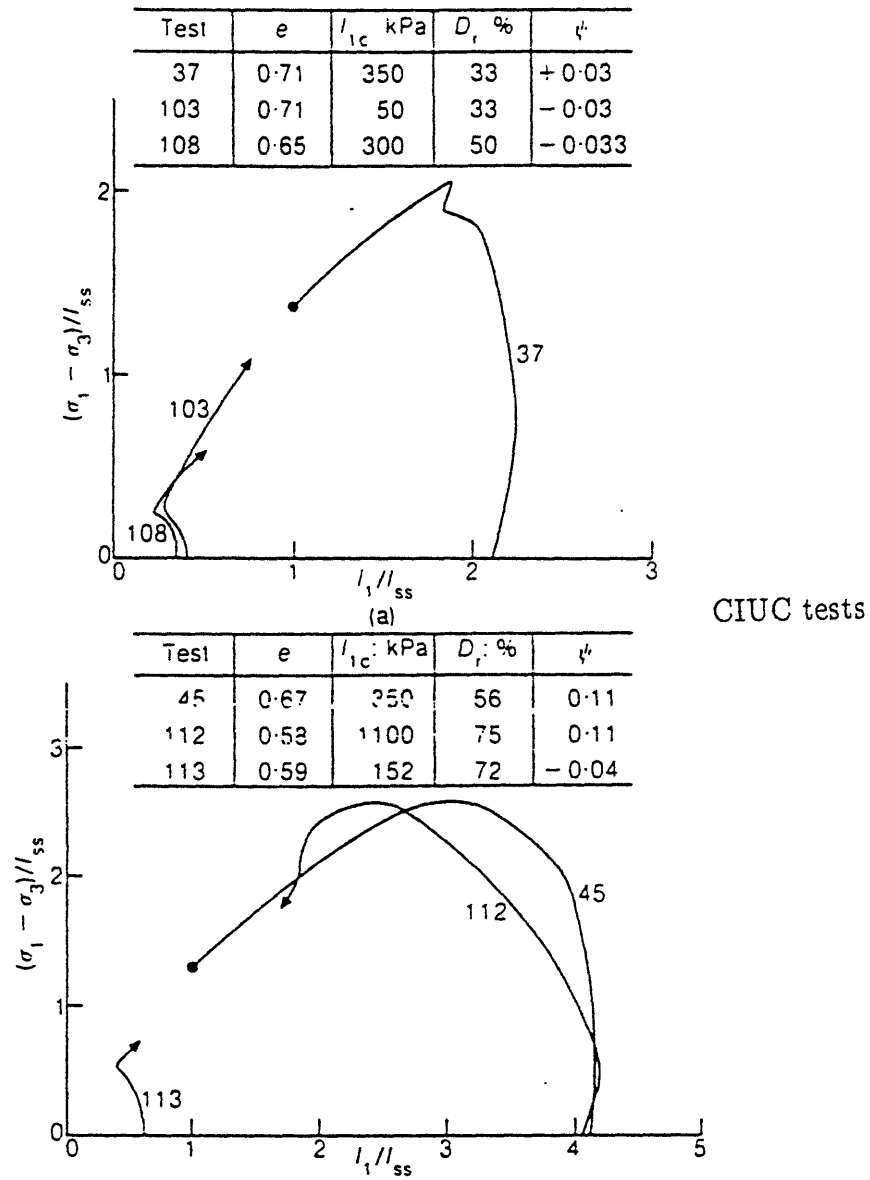 Test e I1c kPa Dr % ψ
37 0·71 350 33 +0·03
103 0·71 50 33 −0·03
108 0·65 300 50 −0·033
2
(σ1 − σ3)/Iss
1
37
103
108
0
0 1 2 3
I1/Iss
(a)
CIUC tests
Test e I1c: kPa Dr: % ψ
45 0·67 350 56 0·11
112 0·58 1100 75 0·11
113 0·59 152 72 −0·04
3
(σ1 − σ3)/Iss
2
45
112
1
113
0
0 1 2 3 4 5
I1/Iss